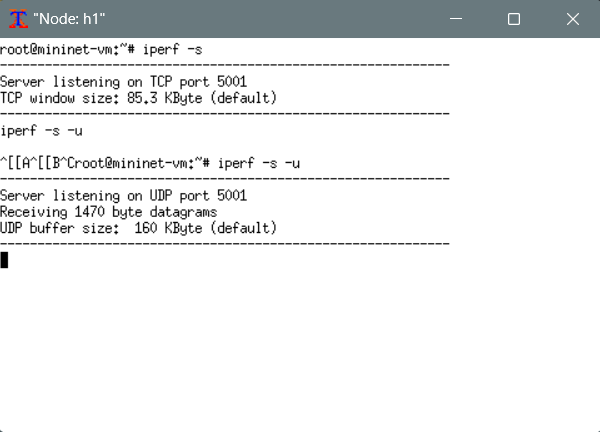 "Node: h1"
root@mininet-vm:~# iperf -s
------------------------------------------------------------
Server listening on TCP port 5001
TCP window size: 85.3 KByte (default)
------------------------------------------------------------
iperf -s -u
^[[A^[[B^Croot@mininet-vm:~# iperf -s -u
------------------------------------------------------------
Server listening on UDP port 5001
Receiving 1470 byte datagrams
UDP buffer size:  160 KByte (default)
------------------------------------------------------------